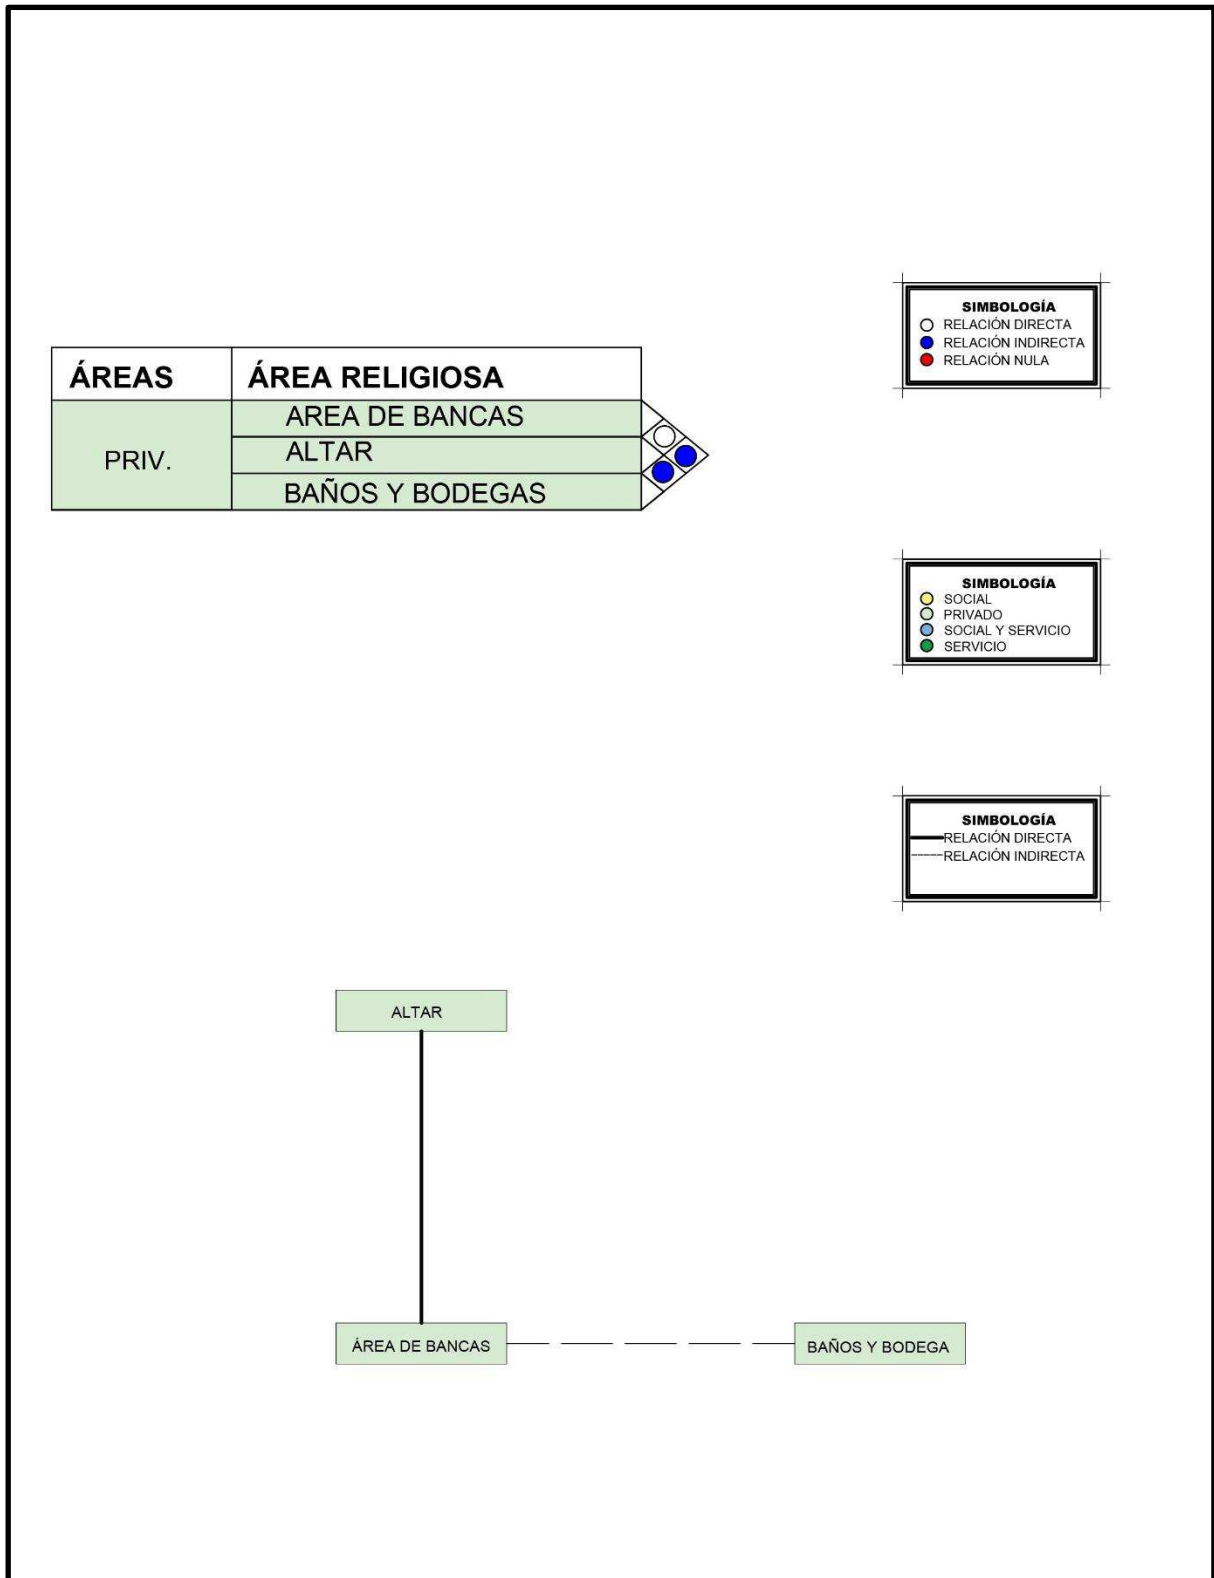 SIMBOLOGÍA
RELACIÓN DIRECTA
RELACIÓN INDIRECTA
RELACIÓN NULA
ÁREAS ÁREA RELIGIOSA
PRIV.
AREA DE BANCAS
ALTAR
BAÑOS Y BODEGAS
SIMBOLOGÍA
SOCIAL
PRIVADO
SOCIAL Y SERVICIO
SERVICIO
SIMBOLOGÍA
RELACIÓN DIRECTA
RELACIÓN INDIRECTA
ALTAR
ÁREA DE BANCAS
BAÑOS Y BODEGA